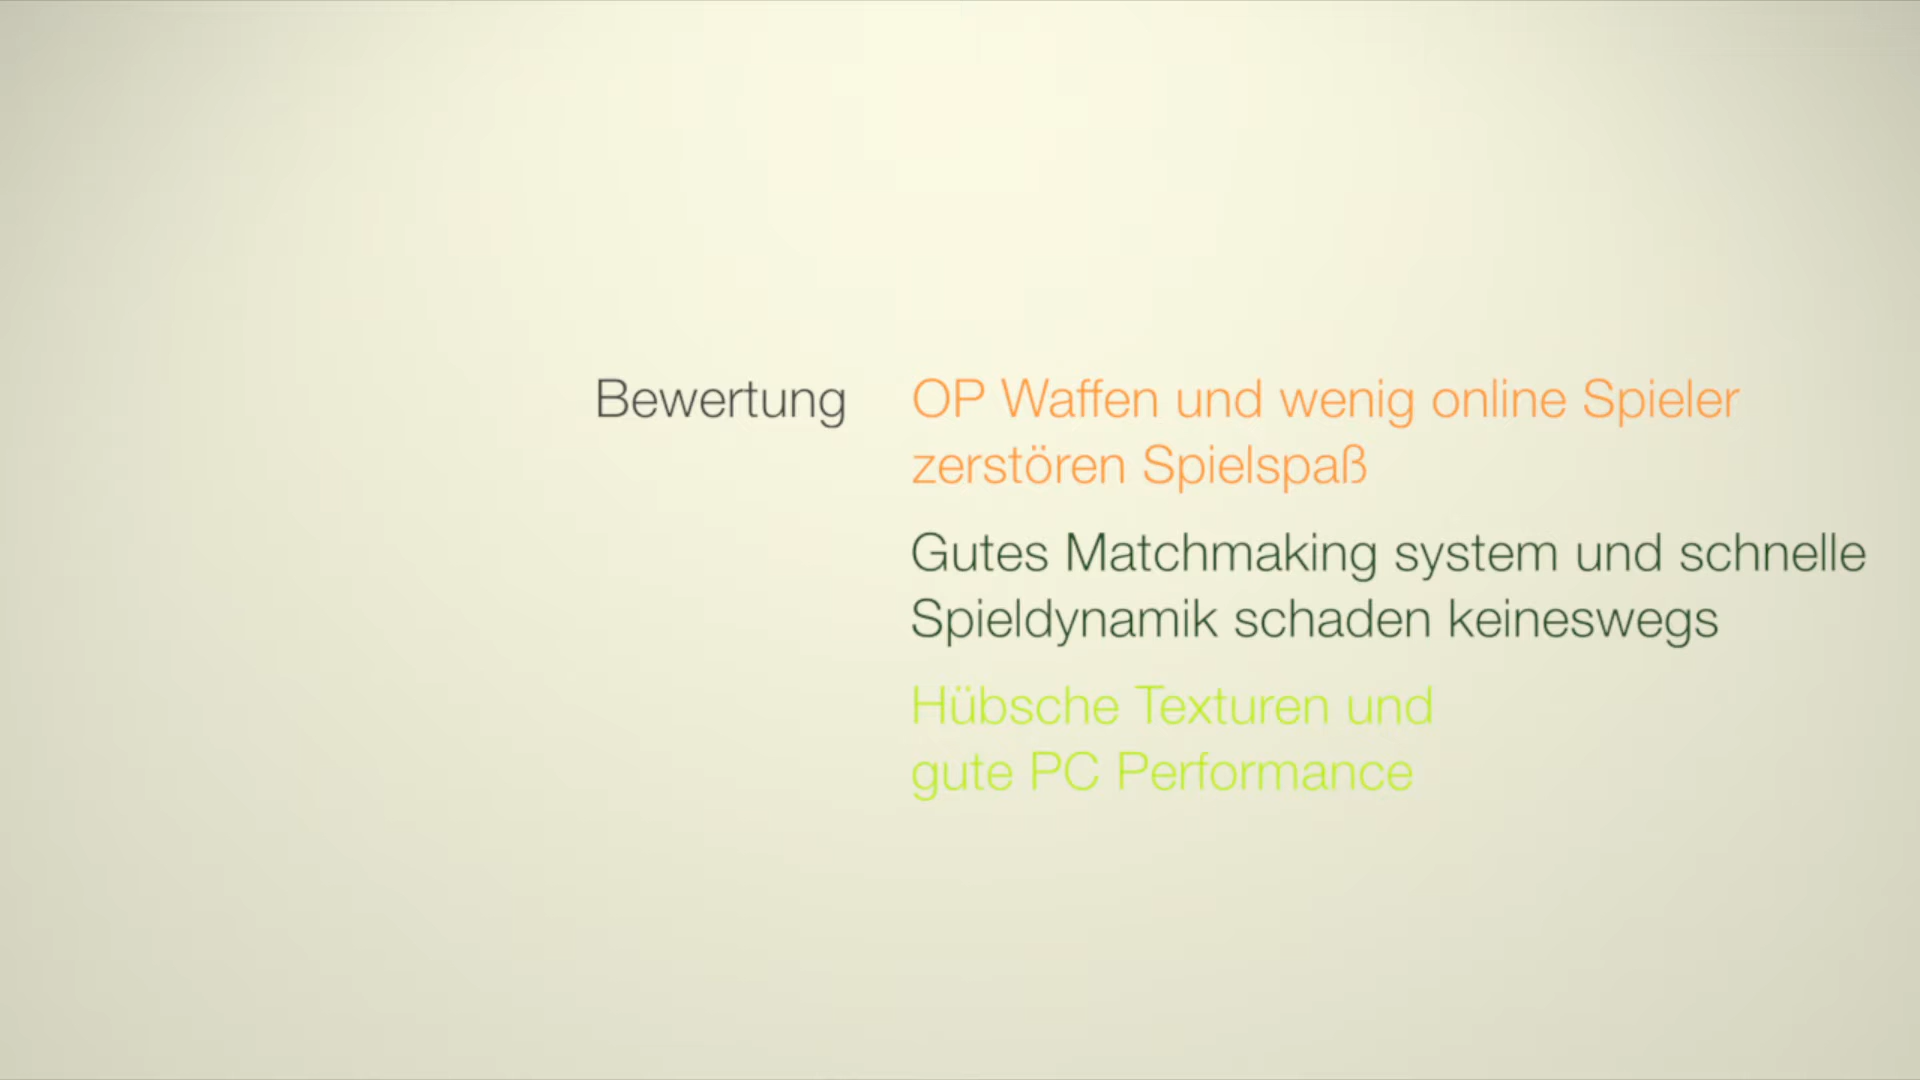 Bewertung
OP Waffen und wenig online Spieler
zerstören Spielspaß
Gutes Matchmaking system und schnelle
Spieldynamik schaden keineswegs
Hübsche Texturen und
gute PC Performance